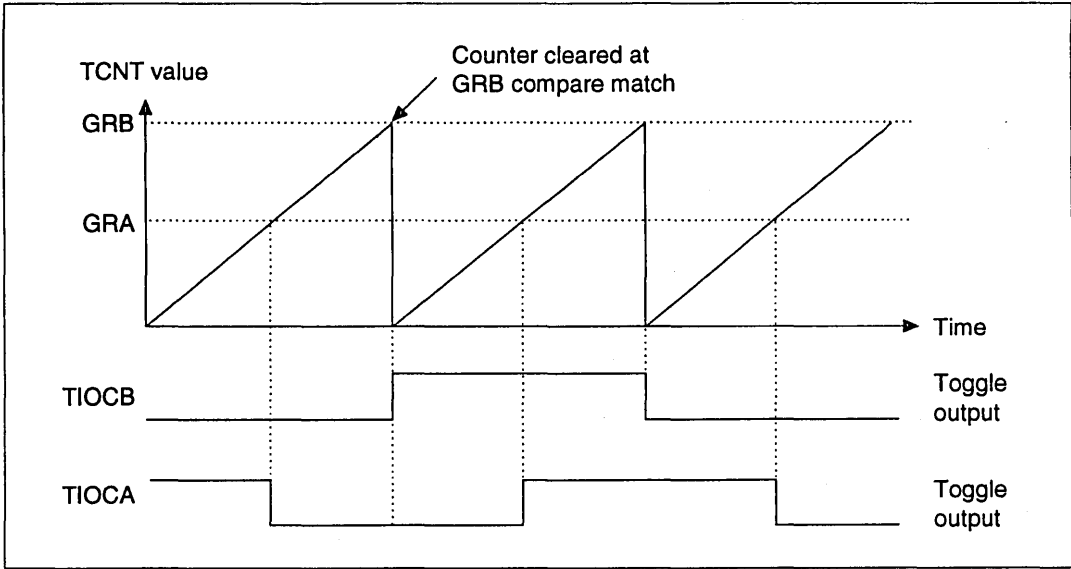 Counter cleared at
GRB compare match
TCNT value
GRB
GRA
Time
TIOCB
Toggle
output
TIOCA
Toggle
output